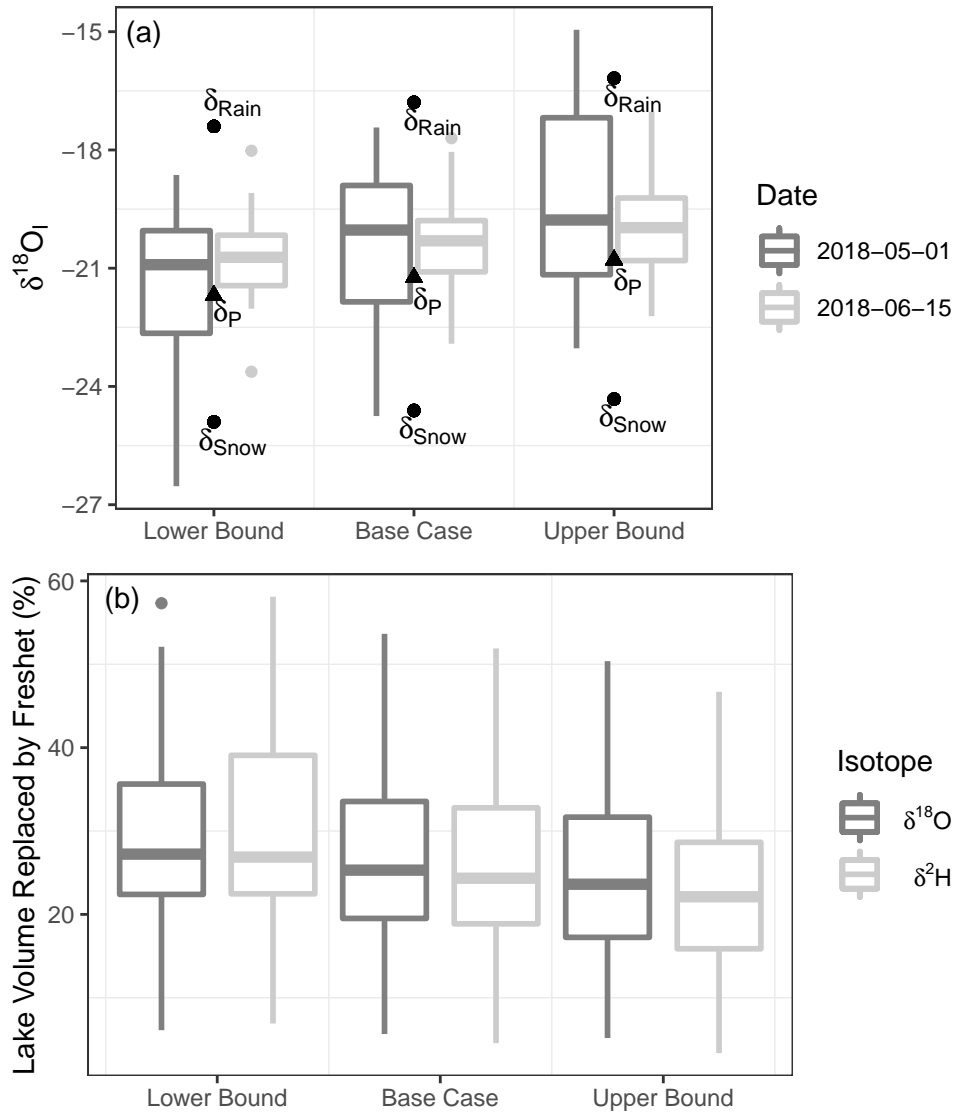 (a)
−15
−18
−21
−24
−27
δ¹⁸Oₗ
δRain
δRain
δRain
δP
δP
δP
δSnow
δSnow
δSnow
Lower Bound Base Case Upper Bound
Date
2018−05−01
2018−06−15
(b)
60
40
20
Lake Volume Replaced by Freshet (%)
Lower Bound Base Case Upper Bound
Isotope
δ¹⁸O
δ²H